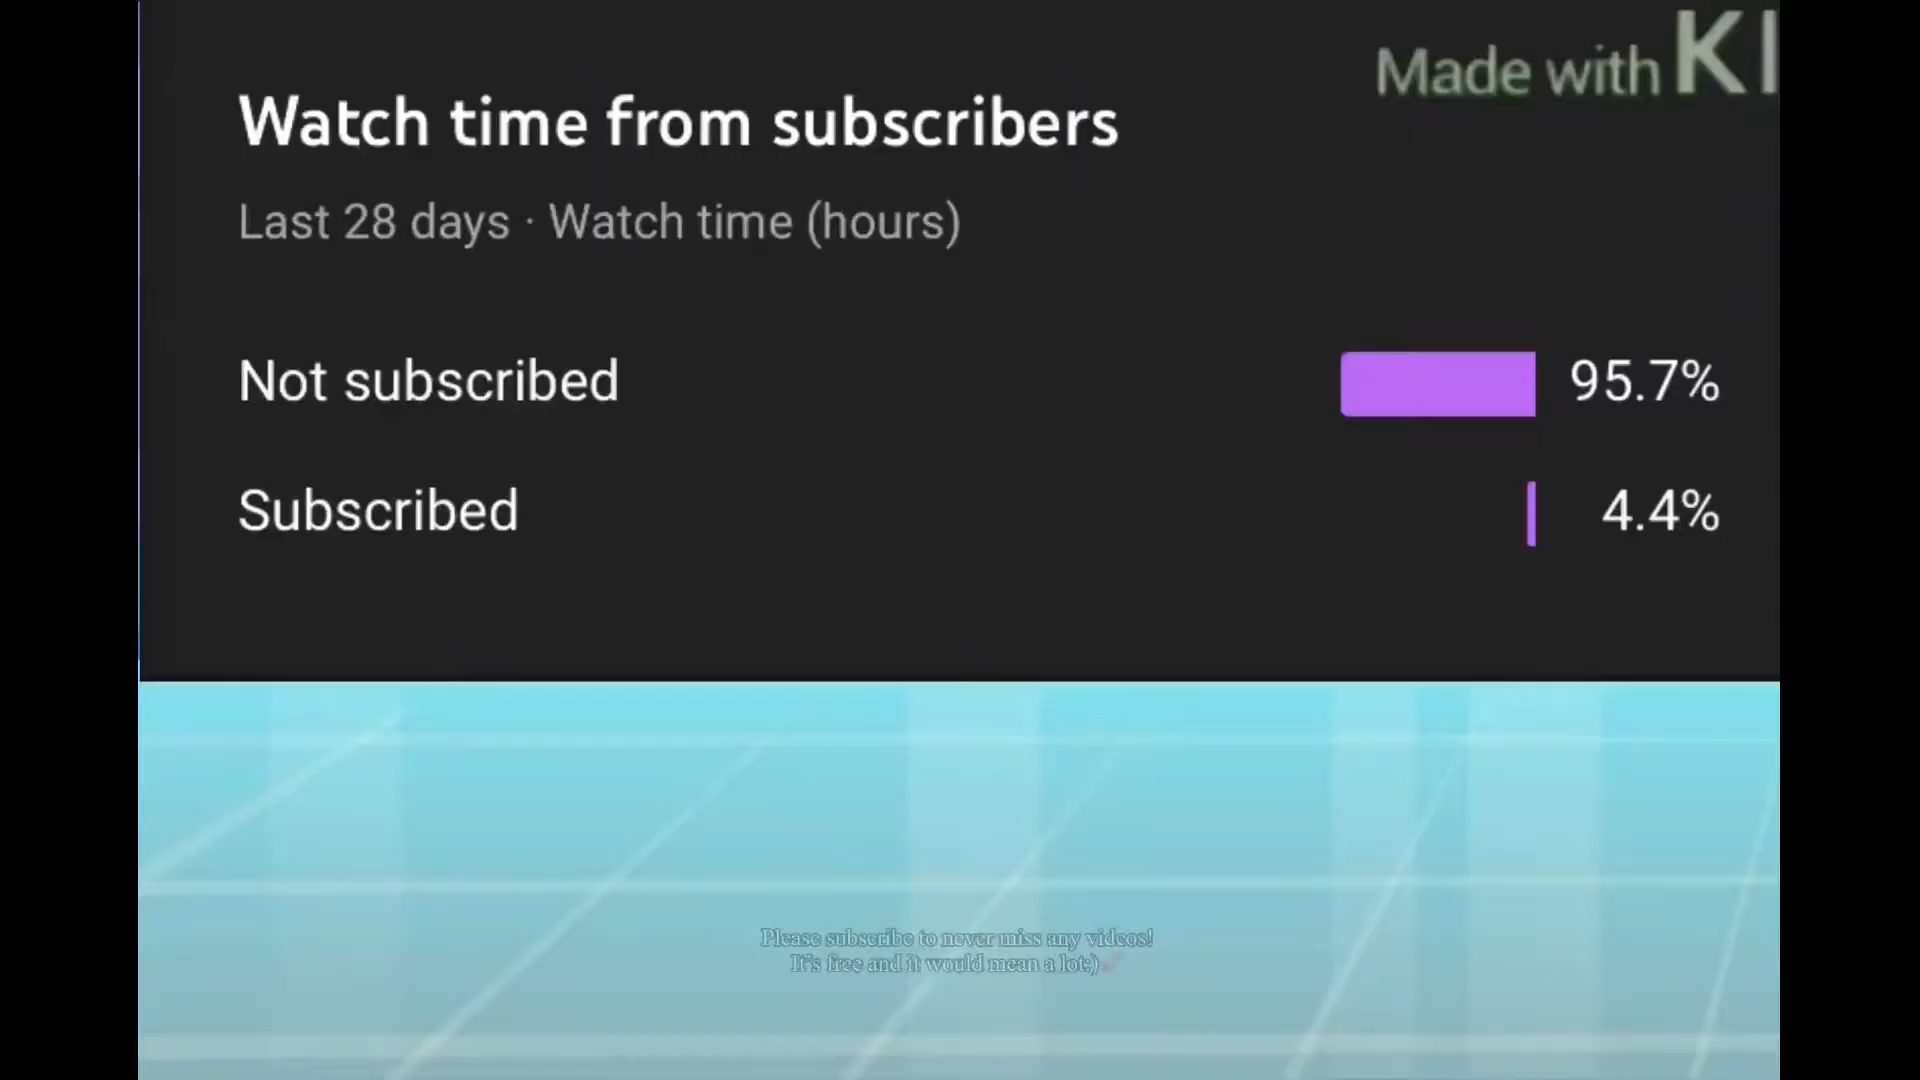 Made with KI
Watch time from subscribers
Last 28 days · Watch time (hours)
Not subscribed 95.7%
Subscribed 4.4%
Please subscribe to never miss any videos!
It's free and it would mean a lot:)